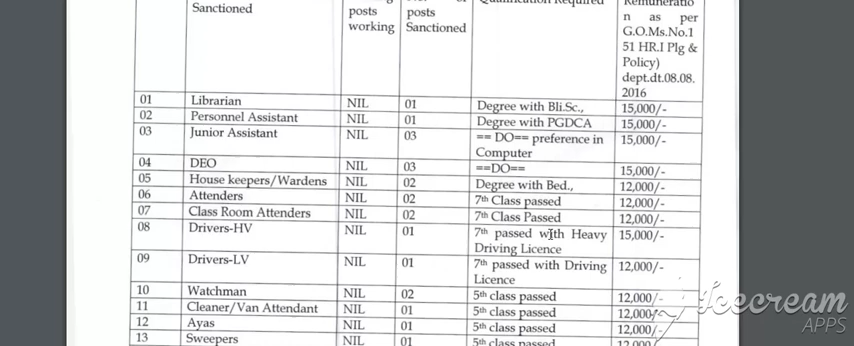 Sanctioned posts posts Qualification Required Remuneratio
working Sanctioned n as per
G.O.Ms.No.1
51 HR.I Plg &
Policy)
dept.dt.08.08.
2016
01 Librarian NIL 01 Degree with Bli.Sc., 15,000/-
02 Personnel Assistant NIL 01 Degree with PGDCA 15,000/-
03 Junior Assistant NIL 03 == DO== preference in 15,000/-
Computer
04 DEO NIL 03 ==DO== 15,000/-
05 House keepers/Wardens NIL 02 Degree with Bed., 12,000/-
06 Attenders NIL 02 7th Class passed 12,000/-
07 Class Room Attenders NIL 02 7th Class Passed 12,000/-
08 Drivers-HV NIL 01 7th passed with Heavy 15,000/-
Driving Licence
09 Drivers-LV NIL 01 7th passed with Driving 12,000/-
Licence
10 Watchman NIL 02 5th class passed 12,000/-
11 Cleaner/Van Attendant NIL 01 5th class passed 12,000/-
12 Ayas NIL 01 5th class passed 12,000/-
13 Sweepers NIL 01 5th class passed 12,000/-
Icecream
APPS